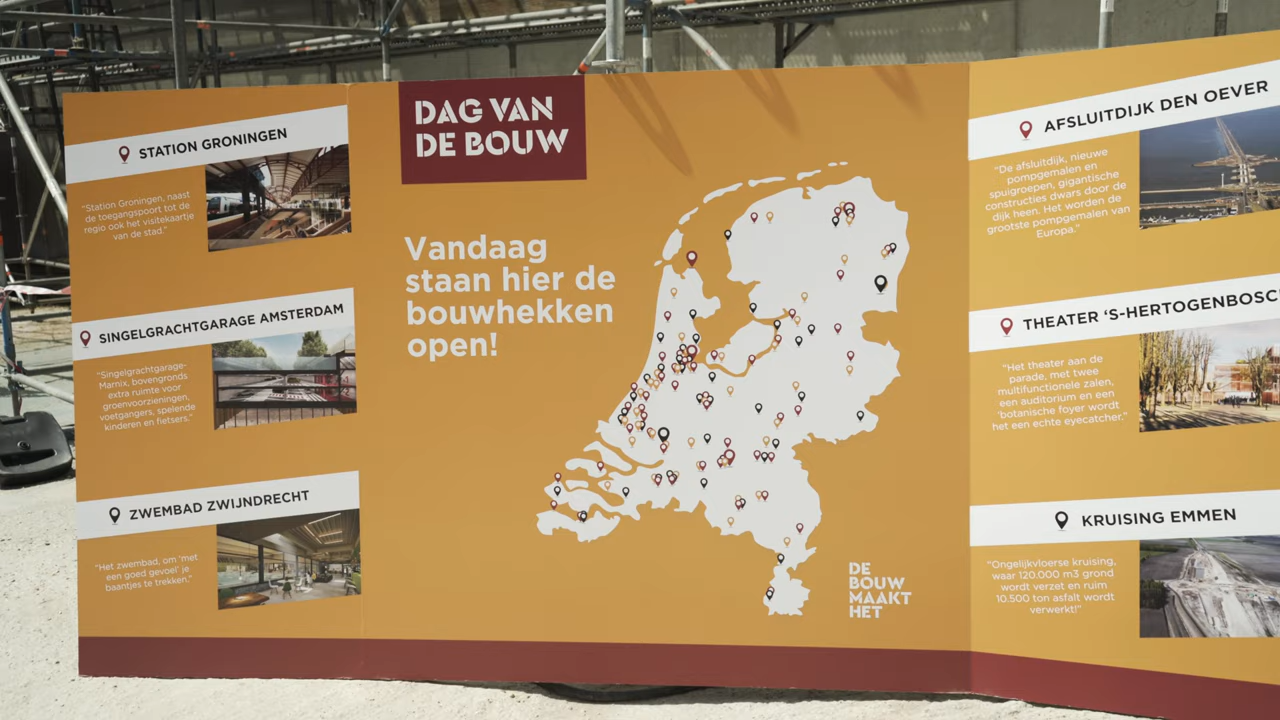 STATION GRONINGEN
"Station Groningen, naast
de toegangspoort tot de
regio ook het visitekaartje
van de stad."
SINGELGRACHTGARAGE AMSTERDAM
"Singelgrachtgarage-
Marnix, bovengronds
extra ruimte voor
groenvoorzieningen,
voetgangers, spelende
kinderen en fietsers."
ZWEMBAD ZWIJNDRECHT
"Het zwembad, om 'met
een goed gevoel' je
baantjes te trekken."
DAG VAN
DE BOUW
Vandaag
staan hier de
bouwhekken
open!
DE
BOUW
MAAKT
HET
AFSLUITDIJK DEN OEVER
"De afsluitdijk, nieuwe
pompgemalen en
spuigroepen, gigantische
constructies dwars door de
dijk heen. Het worden de
grootste pompgemalen van
Europa."
THEATER 'S-HERTOGENBOSC
"Het theater aan de
parade, met twee
multifunctionele zalen,
een auditorium en een
'botanische foyer wordt
het een echte eyecatcher."
KRUISING EMMEN
"Ongelijkvloerse kruising,
waar 120.000 m3 grond
wordt verzet en ruim
10.500 ton asfalt wordt
verwerkt!"